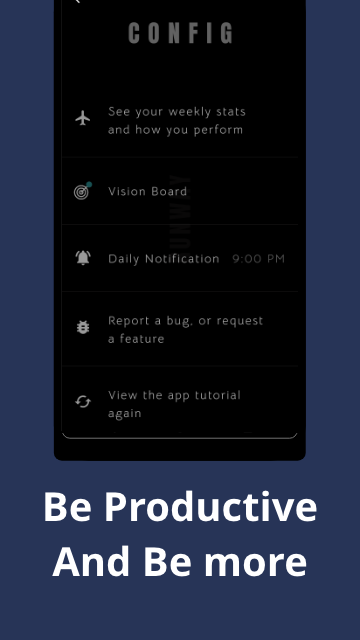 CONFIG
See your weekly stats
and how you perform
Vision Board
Daily Notification 9:00 PM
Report a bug, or request
a feature
View the app tutorial
again
Be Productive
And Be more